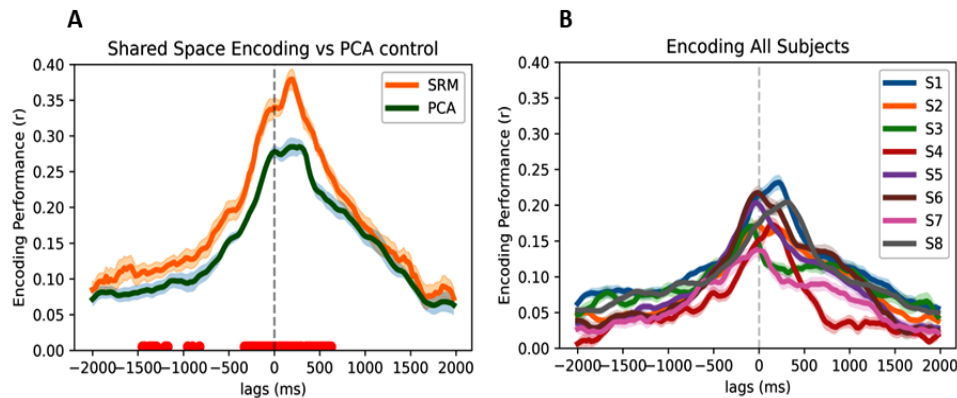 A
Shared Space Encoding vs PCA control
Encoding Performance (r)
0.40
0.35
0.30
0.25
0.20
0.15
0.10
0.05
0.00
SRM
PCA
−2000 −1500 −1000 −500 0 500 1000 1500 2000
lags (ms)
B
Encoding All Subjects
Encoding Performance (r)
0.40
0.35
0.30
0.25
0.20
0.15
0.10
0.05
0.00
S1
S2
S3
S4
S5
S6
S7
S8
−2000 −1500 −1000 −500 0 500 1000 1500 2000
lags (ms)